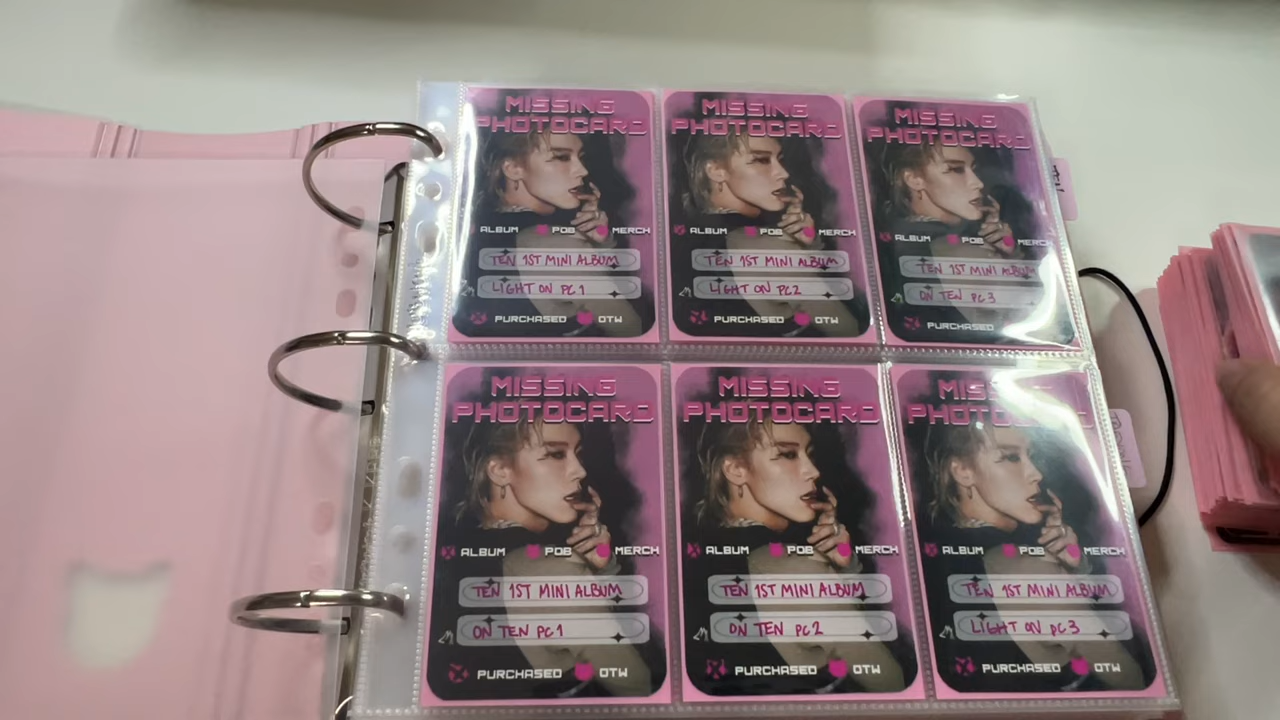 MISSING
PHOTOCARD
ALBUM POB MERCH
TEN 1ST MINI ALBUM
LIGHT ON PC1
PURCHASED OTW
MISSING
PHOTOCARD
ALBUM POB MERCH
TEN 1ST MINI ALBUM
LIGHT ON PC2
PURCHASED OTW
MISSING
PHOTOCARD
ALBUM POB MERCH
TEN 1ST MINI ALBUM
ON TEN PC3
PURCHASED
MISSING
PHOTOCARD
ALBUM POB MERCH
TEN 1ST MINI ALBUM
ON TEN PC1
PURCHASED OTW
MISSING
PHOTOCARD
ALBUM POB MERCH
TEN 1ST MINI ALBUM
ON TEN PC2
PURCHASED OTW
MISSING
PHOTOCARD
ALBUM POB MERCH
TEN 1ST MINI ALBUM
LIGHT ON PC3
PURCHASED OTW